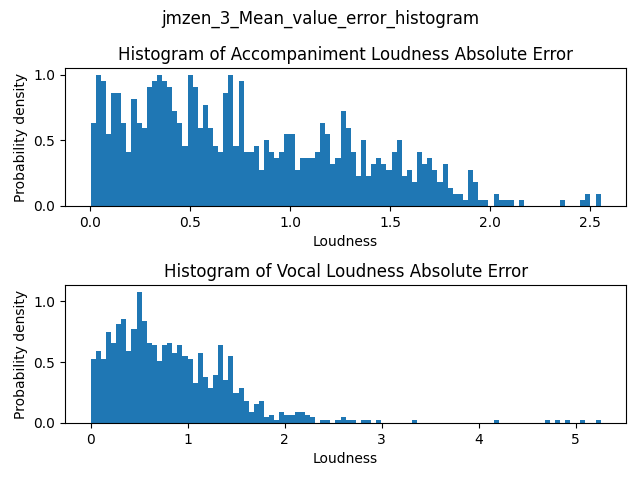 jmzen_3_Mean_value_error_histogram
Histogram of Accompaniment Loudness Absolute Error
Probability density
1.0
0.5
0.0
0.0 0.5 1.0 1.5 2.0 2.5
Loudness
Histogram of Vocal Loudness Absolute Error
Probability density
1.0
0.5
0.0
0 1 2 3 4 5
Loudness